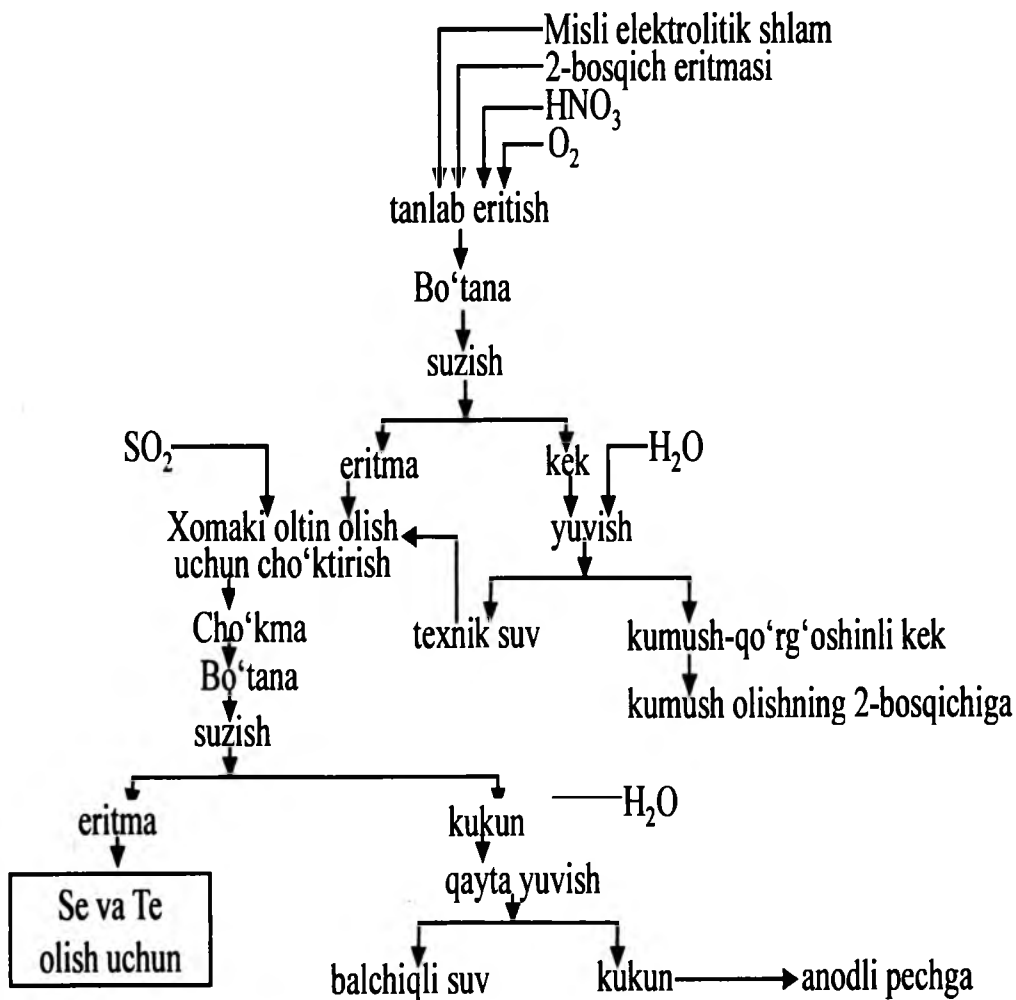 Misli elektrolitik shlam
2-bosqich eritmasi
HNO₃
O₂
tanlab eritish
Bo‘tana
suzish
SO₂
eritma
kek
H₂O
Xomaki oltin olish
uchun cho‘ktirish
yuvish
Cho‘kma
texnik suv
kumush-qo‘rg‘oshinli kek
Bo‘tana
kumush olishning 2-bosqichiga
suzish
eritma
kukun
H₂O
qayta yuvish
Se va Te
olish uchun
balchiqli suv
kukun
anodli pechga